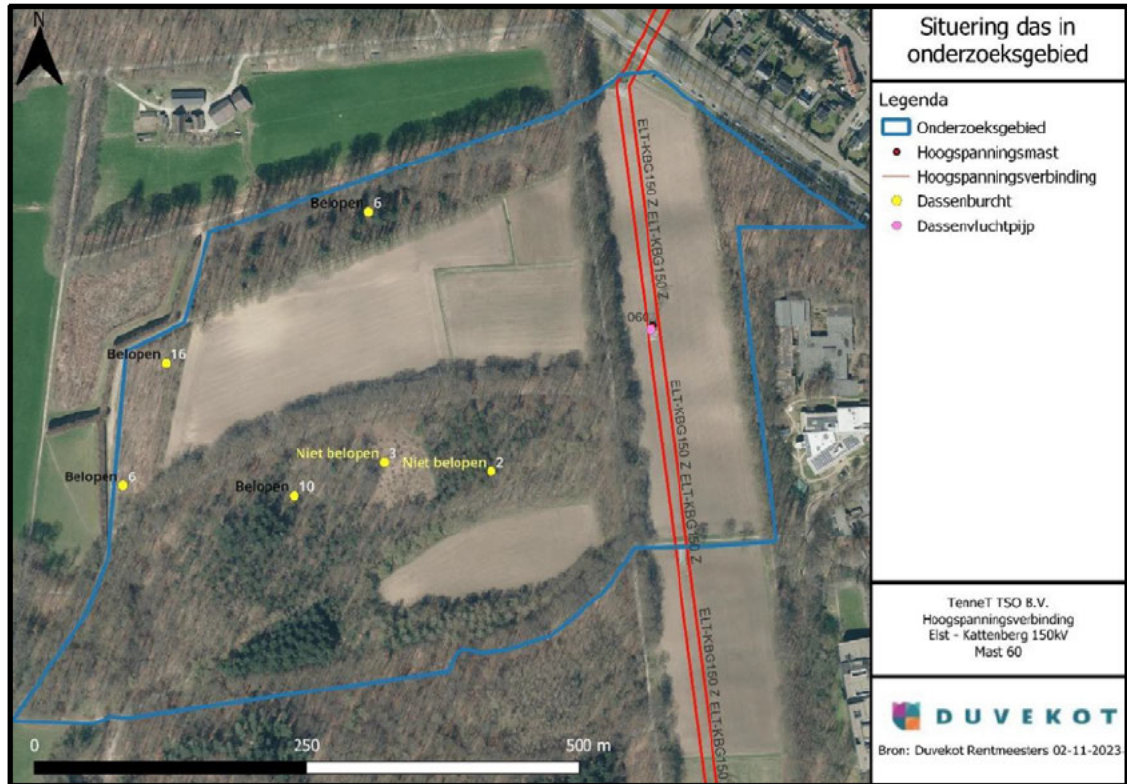 N
Situering das in
onderzoeksgebied
Legenda
Onderzoeksgebied
Hoogspanningsmast
Hoogspanningsverbinding
Dassenburcht
Dassenvluchtpijp
ELT-KBG150 Z ELT-KBG150 Z
Belopen 6
060
Belopen 16
Niet belopen 3
Niet belopen 2
Belopen 6
Belopen 10
ELT-KBG150 Z ELT-KBG150 Z
ELT-KBG150 Z ELT-KBG150
0 250 500 m
TenneT TSO B.V.
Hoogspanningsverbinding
Elst - Kattenberg 150kV
Mast 60
DUVEKOT
Bron: Duvekot Rentmeesters 02-11-2023